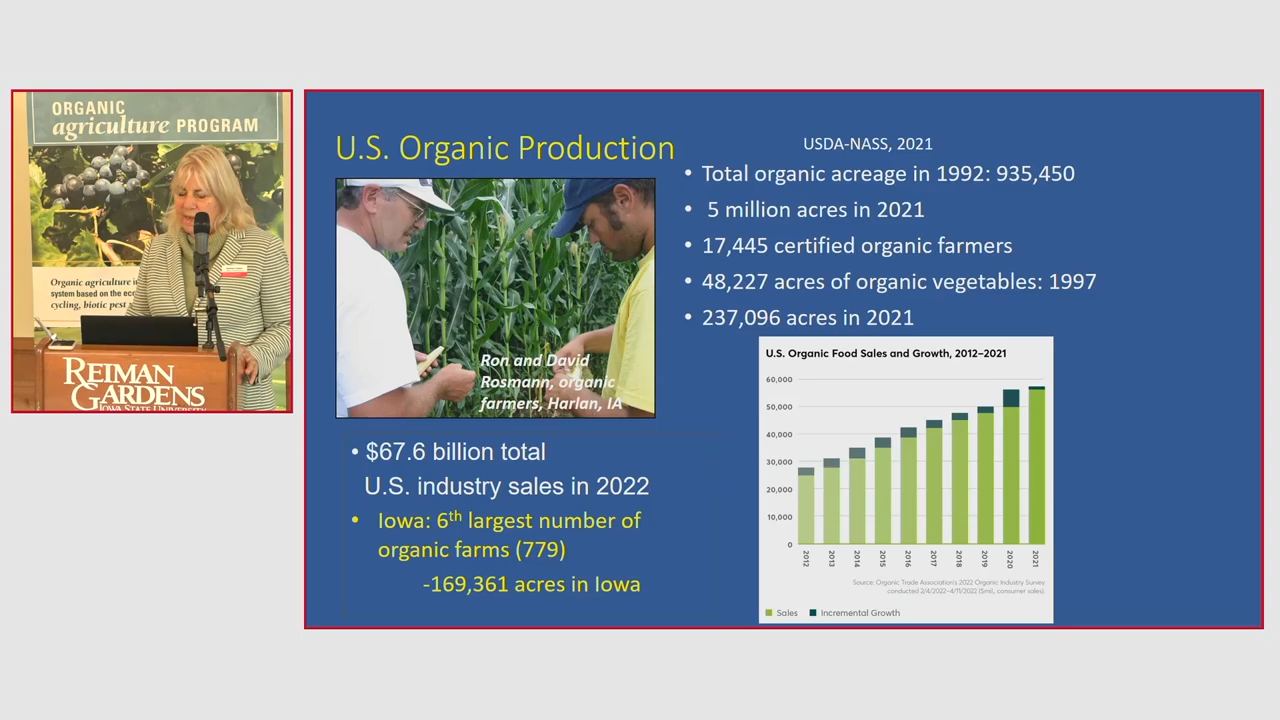 ORGANIC
agriculture PROGRAM
Organic agriculture
system based on the
cycling, biotic pest
REIMAN
GARDENS
IOWA STATE UNIVERSITY
U.S. Organic Production
Ron and David
Rosmann, organic
farmers, Harlan, IA
• $67.6 billion total
U.S. industry sales in 2022
• Iowa: 6th largest number of
organic farms (779)
-169,361 acres in Iowa
USDA-NASS, 2021
• Total organic acreage in 1992: 935,450
• 5 million acres in 2021
• 17,445 certified organic farmers
• 48,227 acres of organic vegetables: 1997
• 237,096 acres in 2021
U.S. Organic Food Sales and Growth, 2012–2021
60,000
50,000
40,000
30,000
20,000
10,000
0
2012 2013 2014 2015 2016 2017 2018 2019 2020 2021
Source: Organic Trade Association's 2022 Organic Industry Survey
conducted 2/4/2022–4/11/2022 ($mil., consumer sales).
Sales Incremental Growth